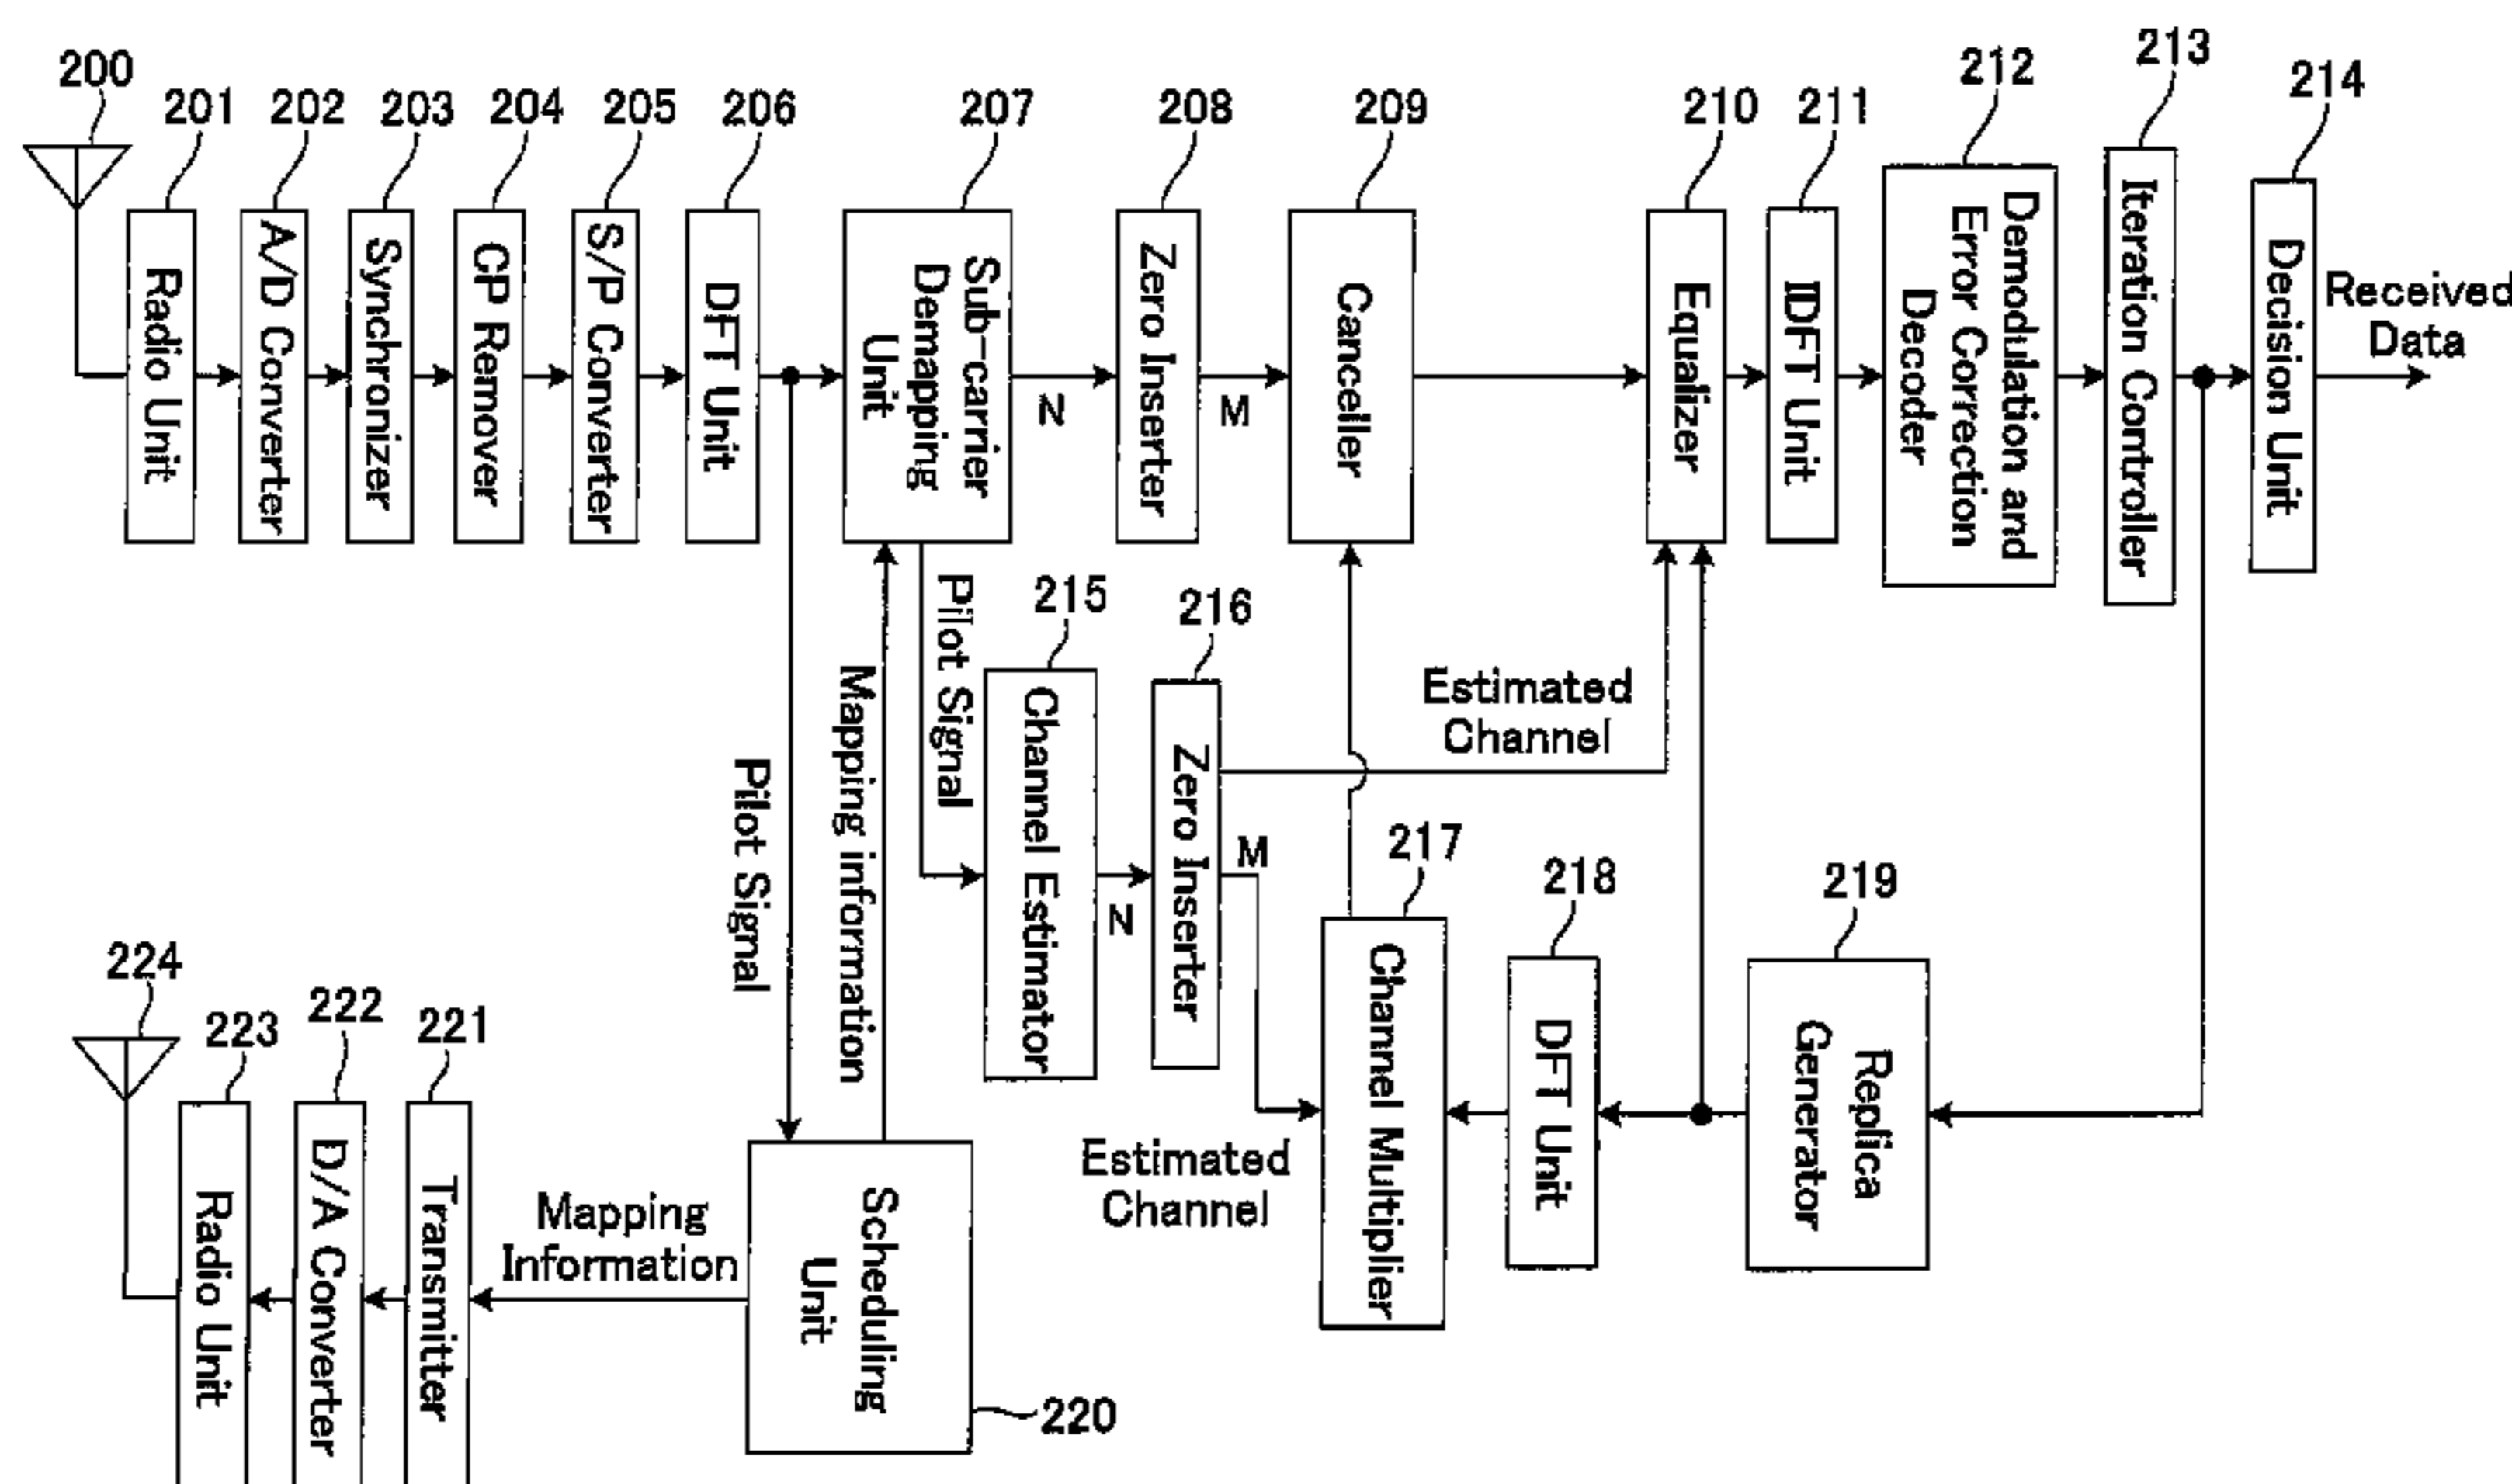 200
201
202
203
204
205
206
207
208
209
210
211
212
213
214
Radio Unit
A/D Converter
Synchronizer
CP Remover
S/P Converter
DFT Unit
Sub-carrier
Demapping
Unit
N
Zero Inserter
M
Canceller
Equalizer
IDFT Unit
Demodulation and
Error Correction
Decoder
Iteration Controller
Decision Unit
Received
Data
Pilot Signal
Mapping information
Pilot Signal
215
Channel Estimator
N
216
Zero Inserter
M
Estimated
Channel
Estimated
Channel
217
Channel Multiplier
218
DFT Unit
219
Replica
Generator
224
223
Radio Unit
222
D/A Converter
221
Transmitter
Mapping
Information
Scheduling
Unit
220